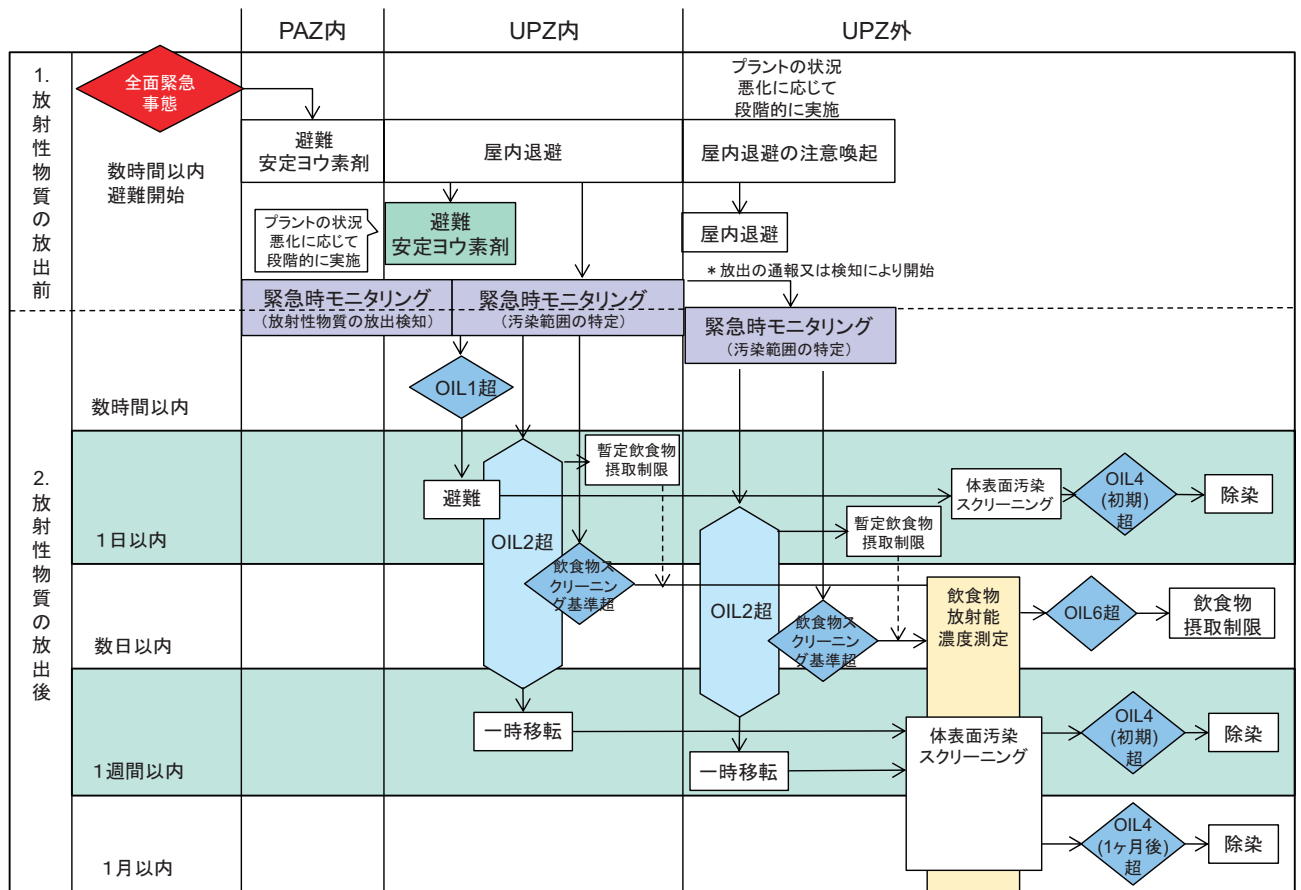 PAZ内
UPZ内
UPZ外
1.
放射性物質の放出前
全面緊急
事態
プラントの状況
悪化に応じて
段階的に実施
数時間以内
避難開始
避難
安定ヨウ素剤
屋内退避
屋内退避の注意喚起
プラントの状況
悪化に応じて
段階的に実施
避難
安定ヨウ素剤
屋内退避
*放出の通報又は検知により開始
緊急時モニタリング
(放射性物質の放出検知)
緊急時モニタリング
(汚染範囲の特定)
緊急時モニタリング
(汚染範囲の特定)
2.
放射性物質の放出後
数時間以内
OIL1超
1日以内
避難
OIL2超
暫定飲食物
摂取制限
飲食物ス
クリーニン
グ基準超
暫定飲食物
摂取制限
体表面汚染
スクリーニング
OIL4
(初期)
超
除染
数日以内
OIL2超
飲食物ス
クリーニン
グ基準超
飲食物
放射能
濃度測定
OIL6超
飲食物
摂取制限
1週間以内
一時移転
一時移転
体表面汚染
スクリーニング
OIL4
(初期)
超
除染
1月以内
OIL4
(1ヶ月後)
超
除染